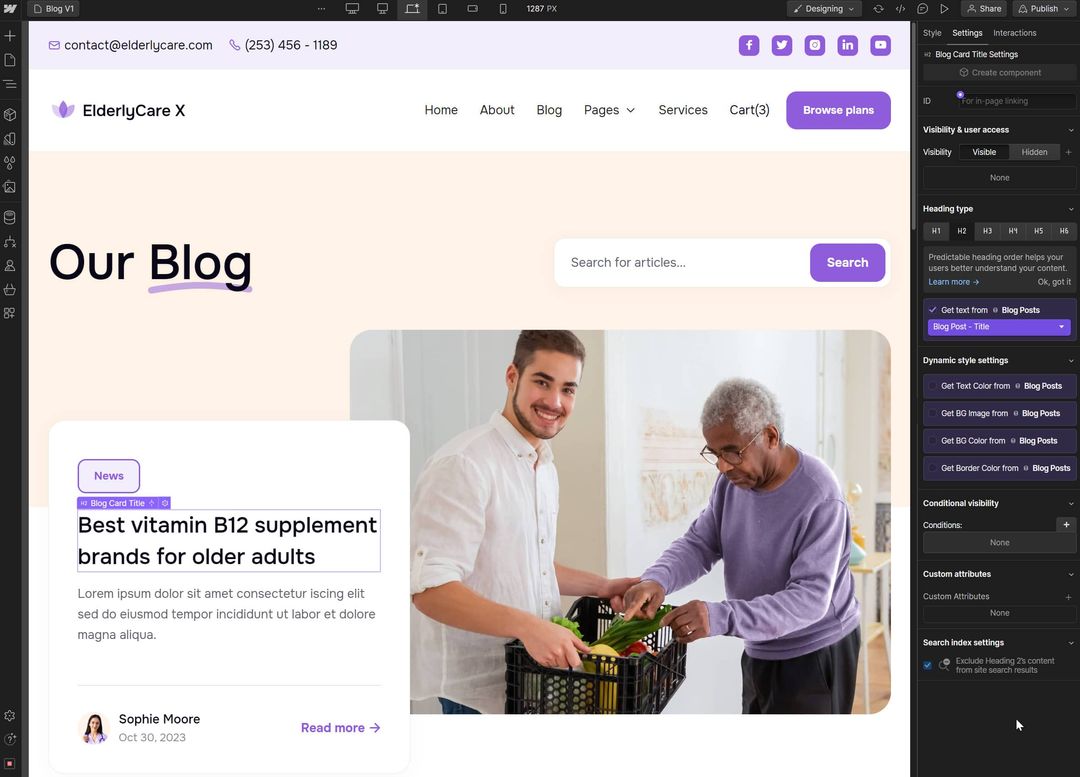 Blog V1
1287 PX
Designing
Share
Publish
contact@elderlycare.com
(253) 456 - 1189
ElderlyCare X
Home
About
Blog
Pages
Services
Cart(3)
Browse plans
Our Blog
Search for articles...
Search
News
H2 Blog Card Title
Best vitamin B12 supplement
brands for older adults
Lorem ipsum dolor sit amet consectetur iscing elit
sed do eiusmod tempor incididunt ut labor et dolore
magna aliqua.
Sophie Moore
Oct 30, 2023
Read more →
Style
Settings
Interactions
H2 Blog Card Title Settings
Create component
ID
For in-page linking
Visibility & user access
Visibility
Visible
Hidden
None
Heading type
H1
H2
H3
H4
H5
H6
Predictable heading order helps your
users better understand your content.
Learn more →
Ok, got it
Get text from Blog Posts
Blog Post - Title
Dynamic style settings
Get Text Color from Blog Posts
Get BG Image from Blog Posts
Get BG Color from Blog Posts
Get Border Color from Blog Posts
Conditional visibility
Conditions:
None
Custom attributes
Custom Attributes
None
Search index settings
Exclude Heading 2's content
from site search results